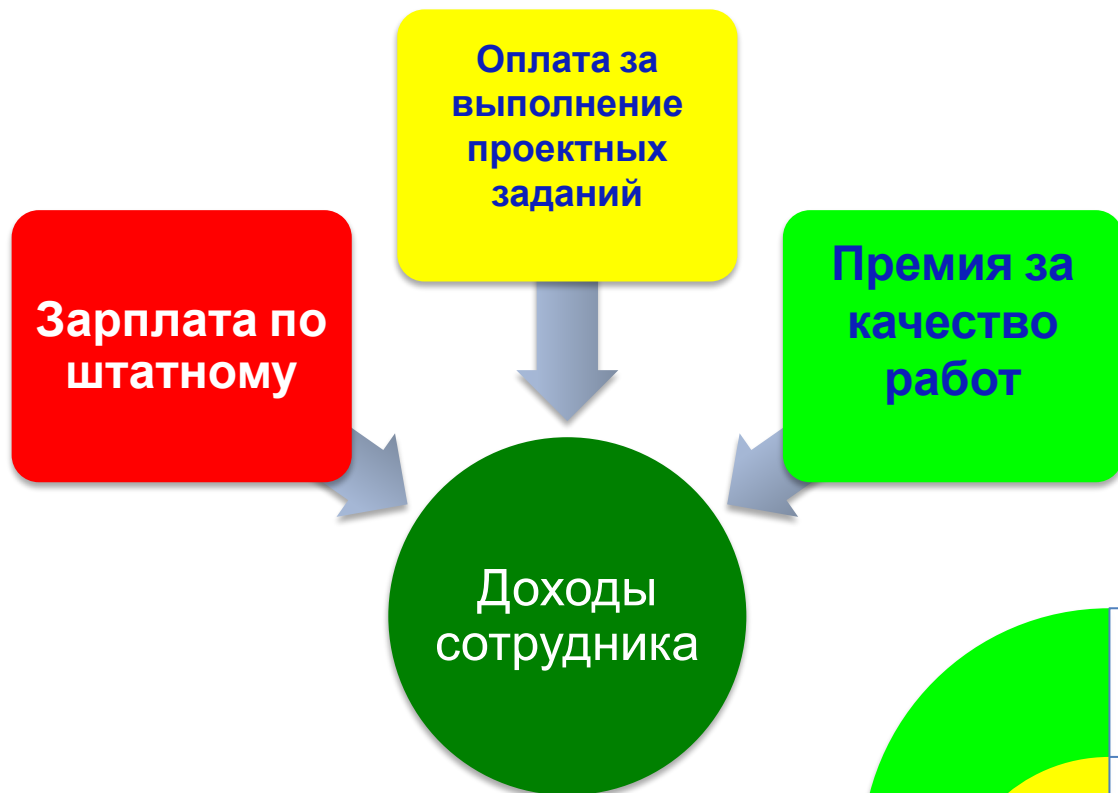 Оплата за
выполнение
проектных
заданий
Зарплата по
штатному
Премия за
качество
работ
Доходы
сотрудника